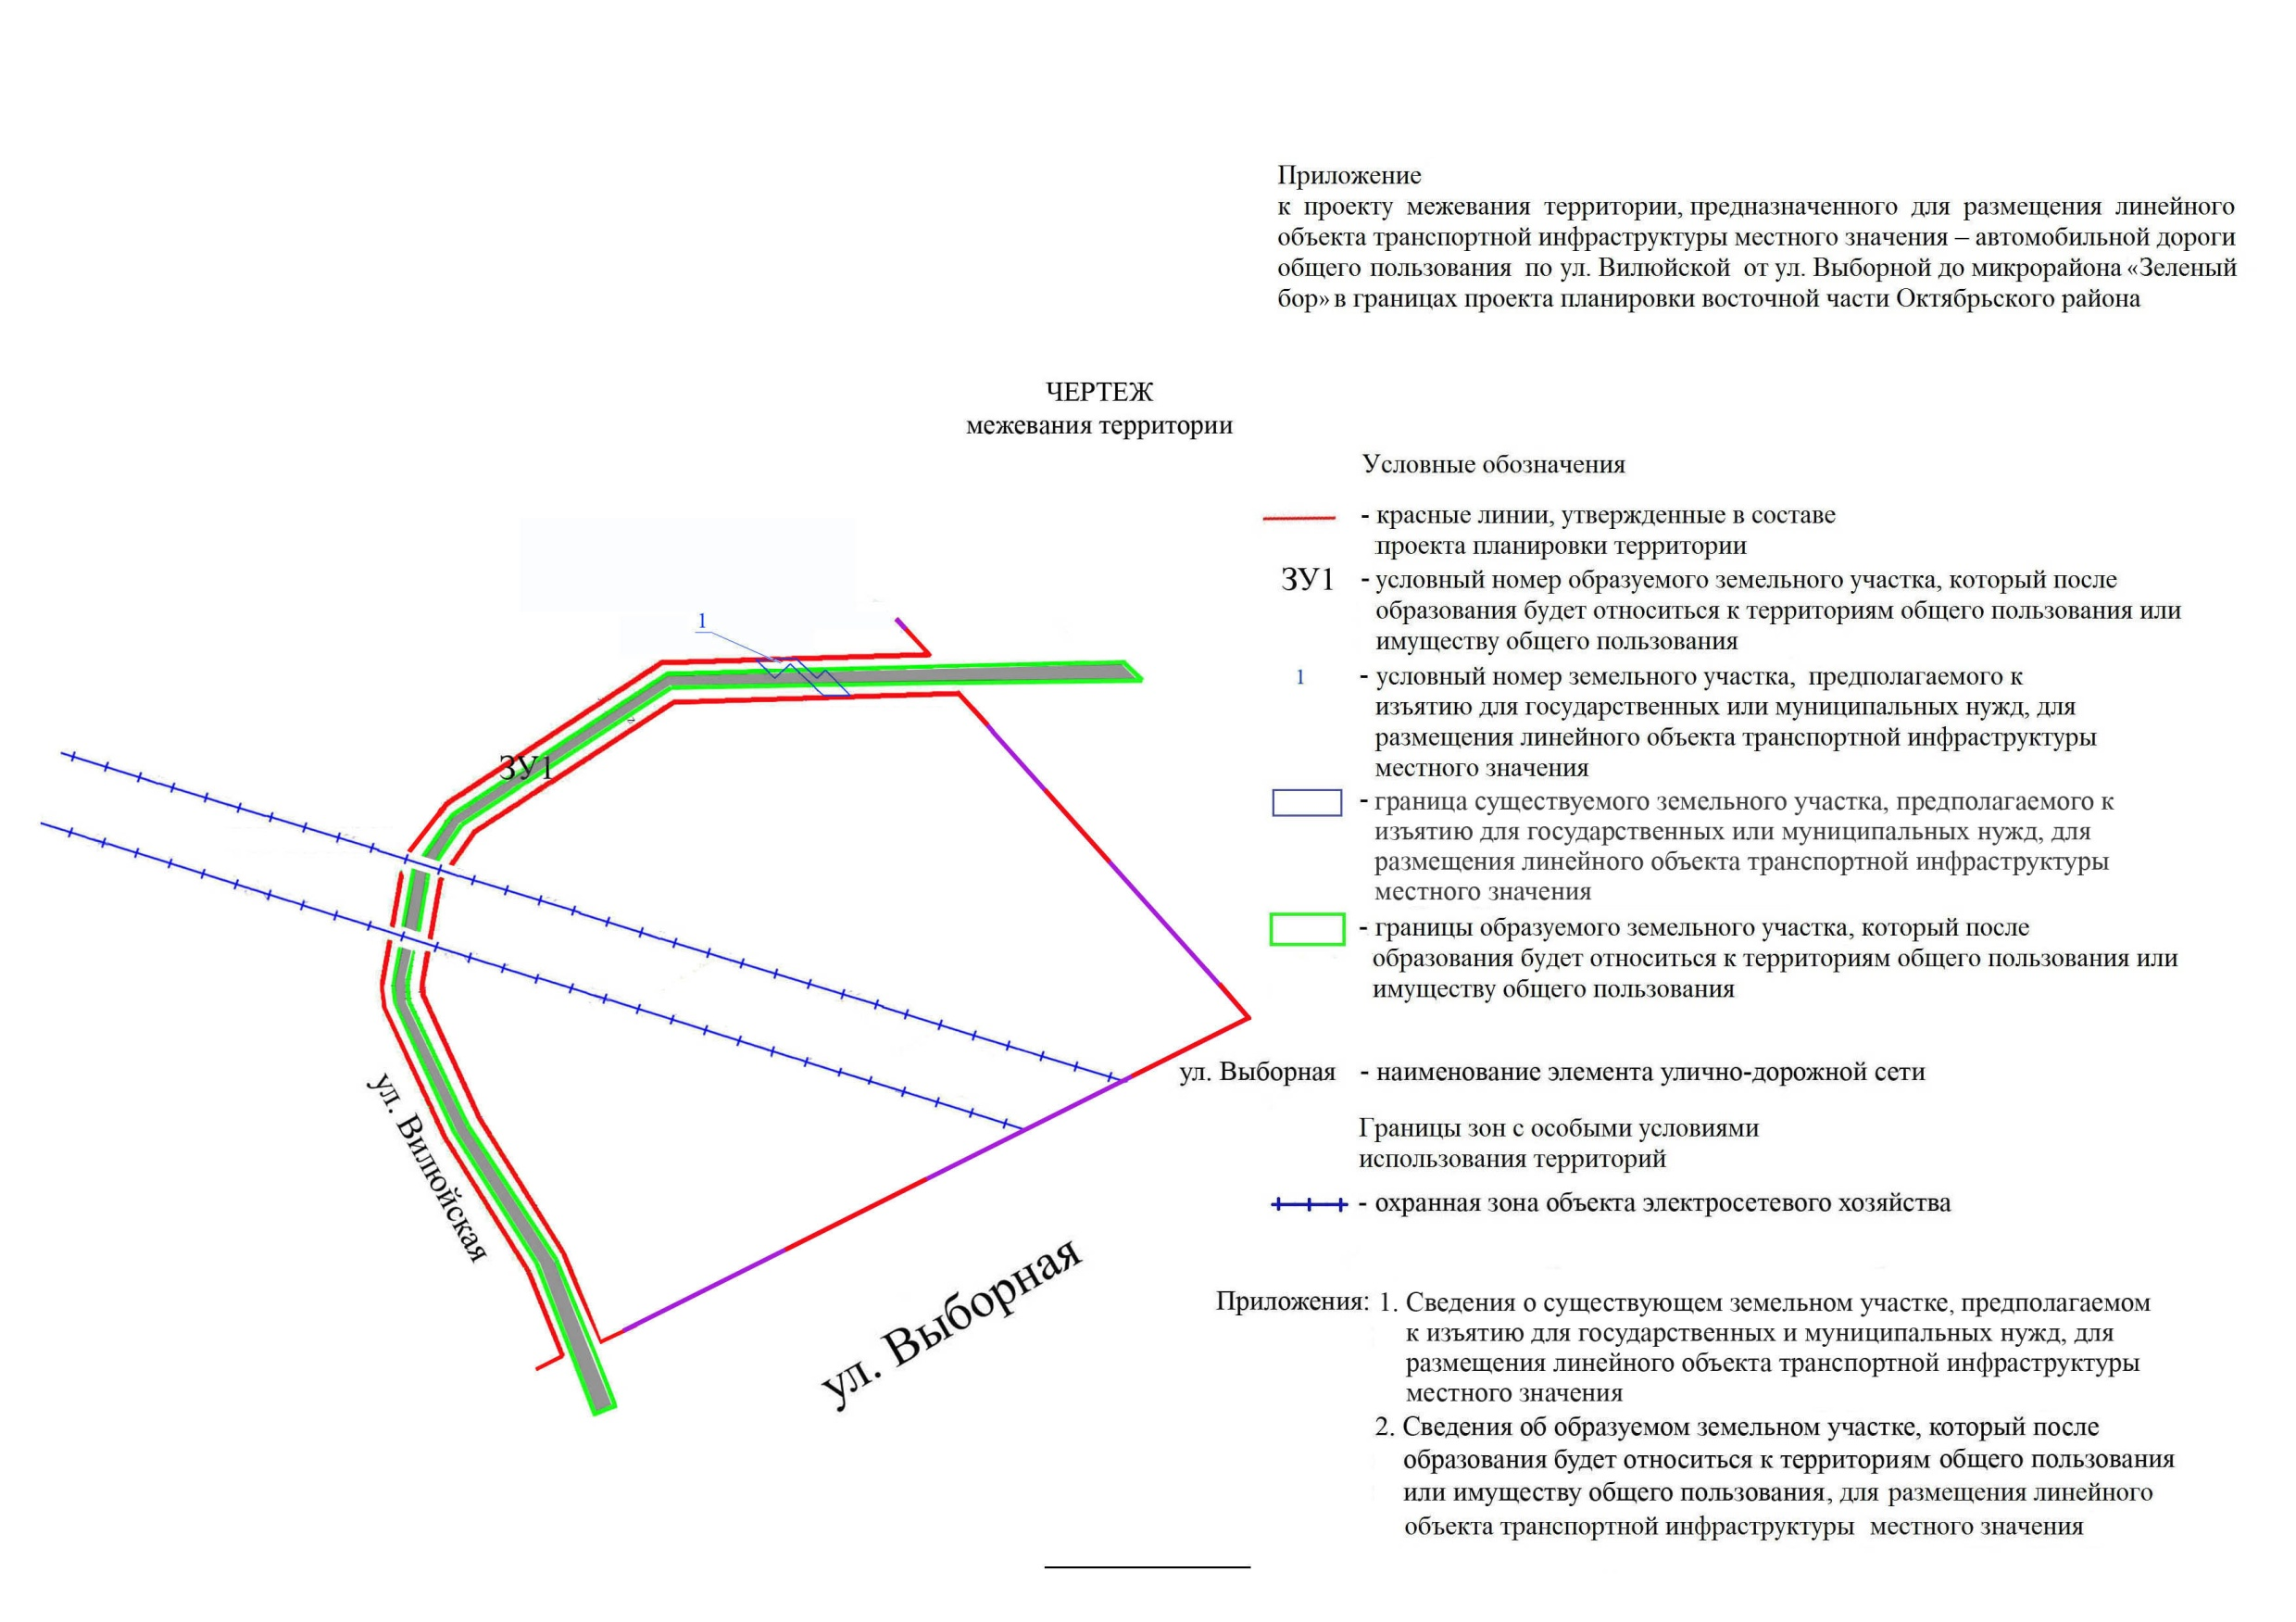 Приложение
к проекту межевания территории, предназначенного для размещения линейного
объекта транспортной инфраструктуры местного значения – автомобильной дороги
общего пользования по ул. Вилюйской от ул. Выборной до микрорайона «Зеленый
бор» в границах проекта планировки восточной части Октябрьского района
ЧЕРТЕЖ
межевания территории
Условные обозначения
- красные линии, утвержденные в составе
проекта планировки территории
ЗУ1 - условный номер образуемого земельного участка, который после
образования будет относиться к территориям общего пользования или
имуществу общего пользования
1 - условный номер земельного участка, предполагаемого к
изъятию для государственных или муниципальных нужд, для
размещения линейного объекта транспортной инфраструктуры
местного значения
- граница существуемого земельного участка, предполагаемого к
изъятию для государственных или муниципальных нужд, для
размещения линейного объекта транспортной инфраструктуры
местного значения
- границы образуемого земельного участка, который после
образования будет относиться к территориям общего пользования или
имуществу общего пользования
ул. Выборная - наименование элемента улично-дорожной сети
Границы зон с особыми условиями
использования территорий
- охранная зона объекта электросетевого хозяйства
Приложения: 1. Сведения о существующем земельном участке, предполагаемом
к изъятию для государственных и муниципальных нужд, для
размещения линейного объекта транспортной инфраструктуры
местного значения
2. Сведения об образуемом земельном участке, который после
образования будет относиться к территориям общего пользования
или имуществу общего пользования, для размещения линейного
объекта транспортной инфраструктуры местного значения
1
ЗУ1
ул. Вилюйская
ул. Выборная